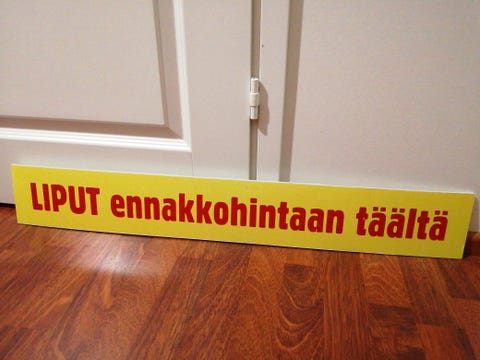 LIPUT ennakkohintaan täältä